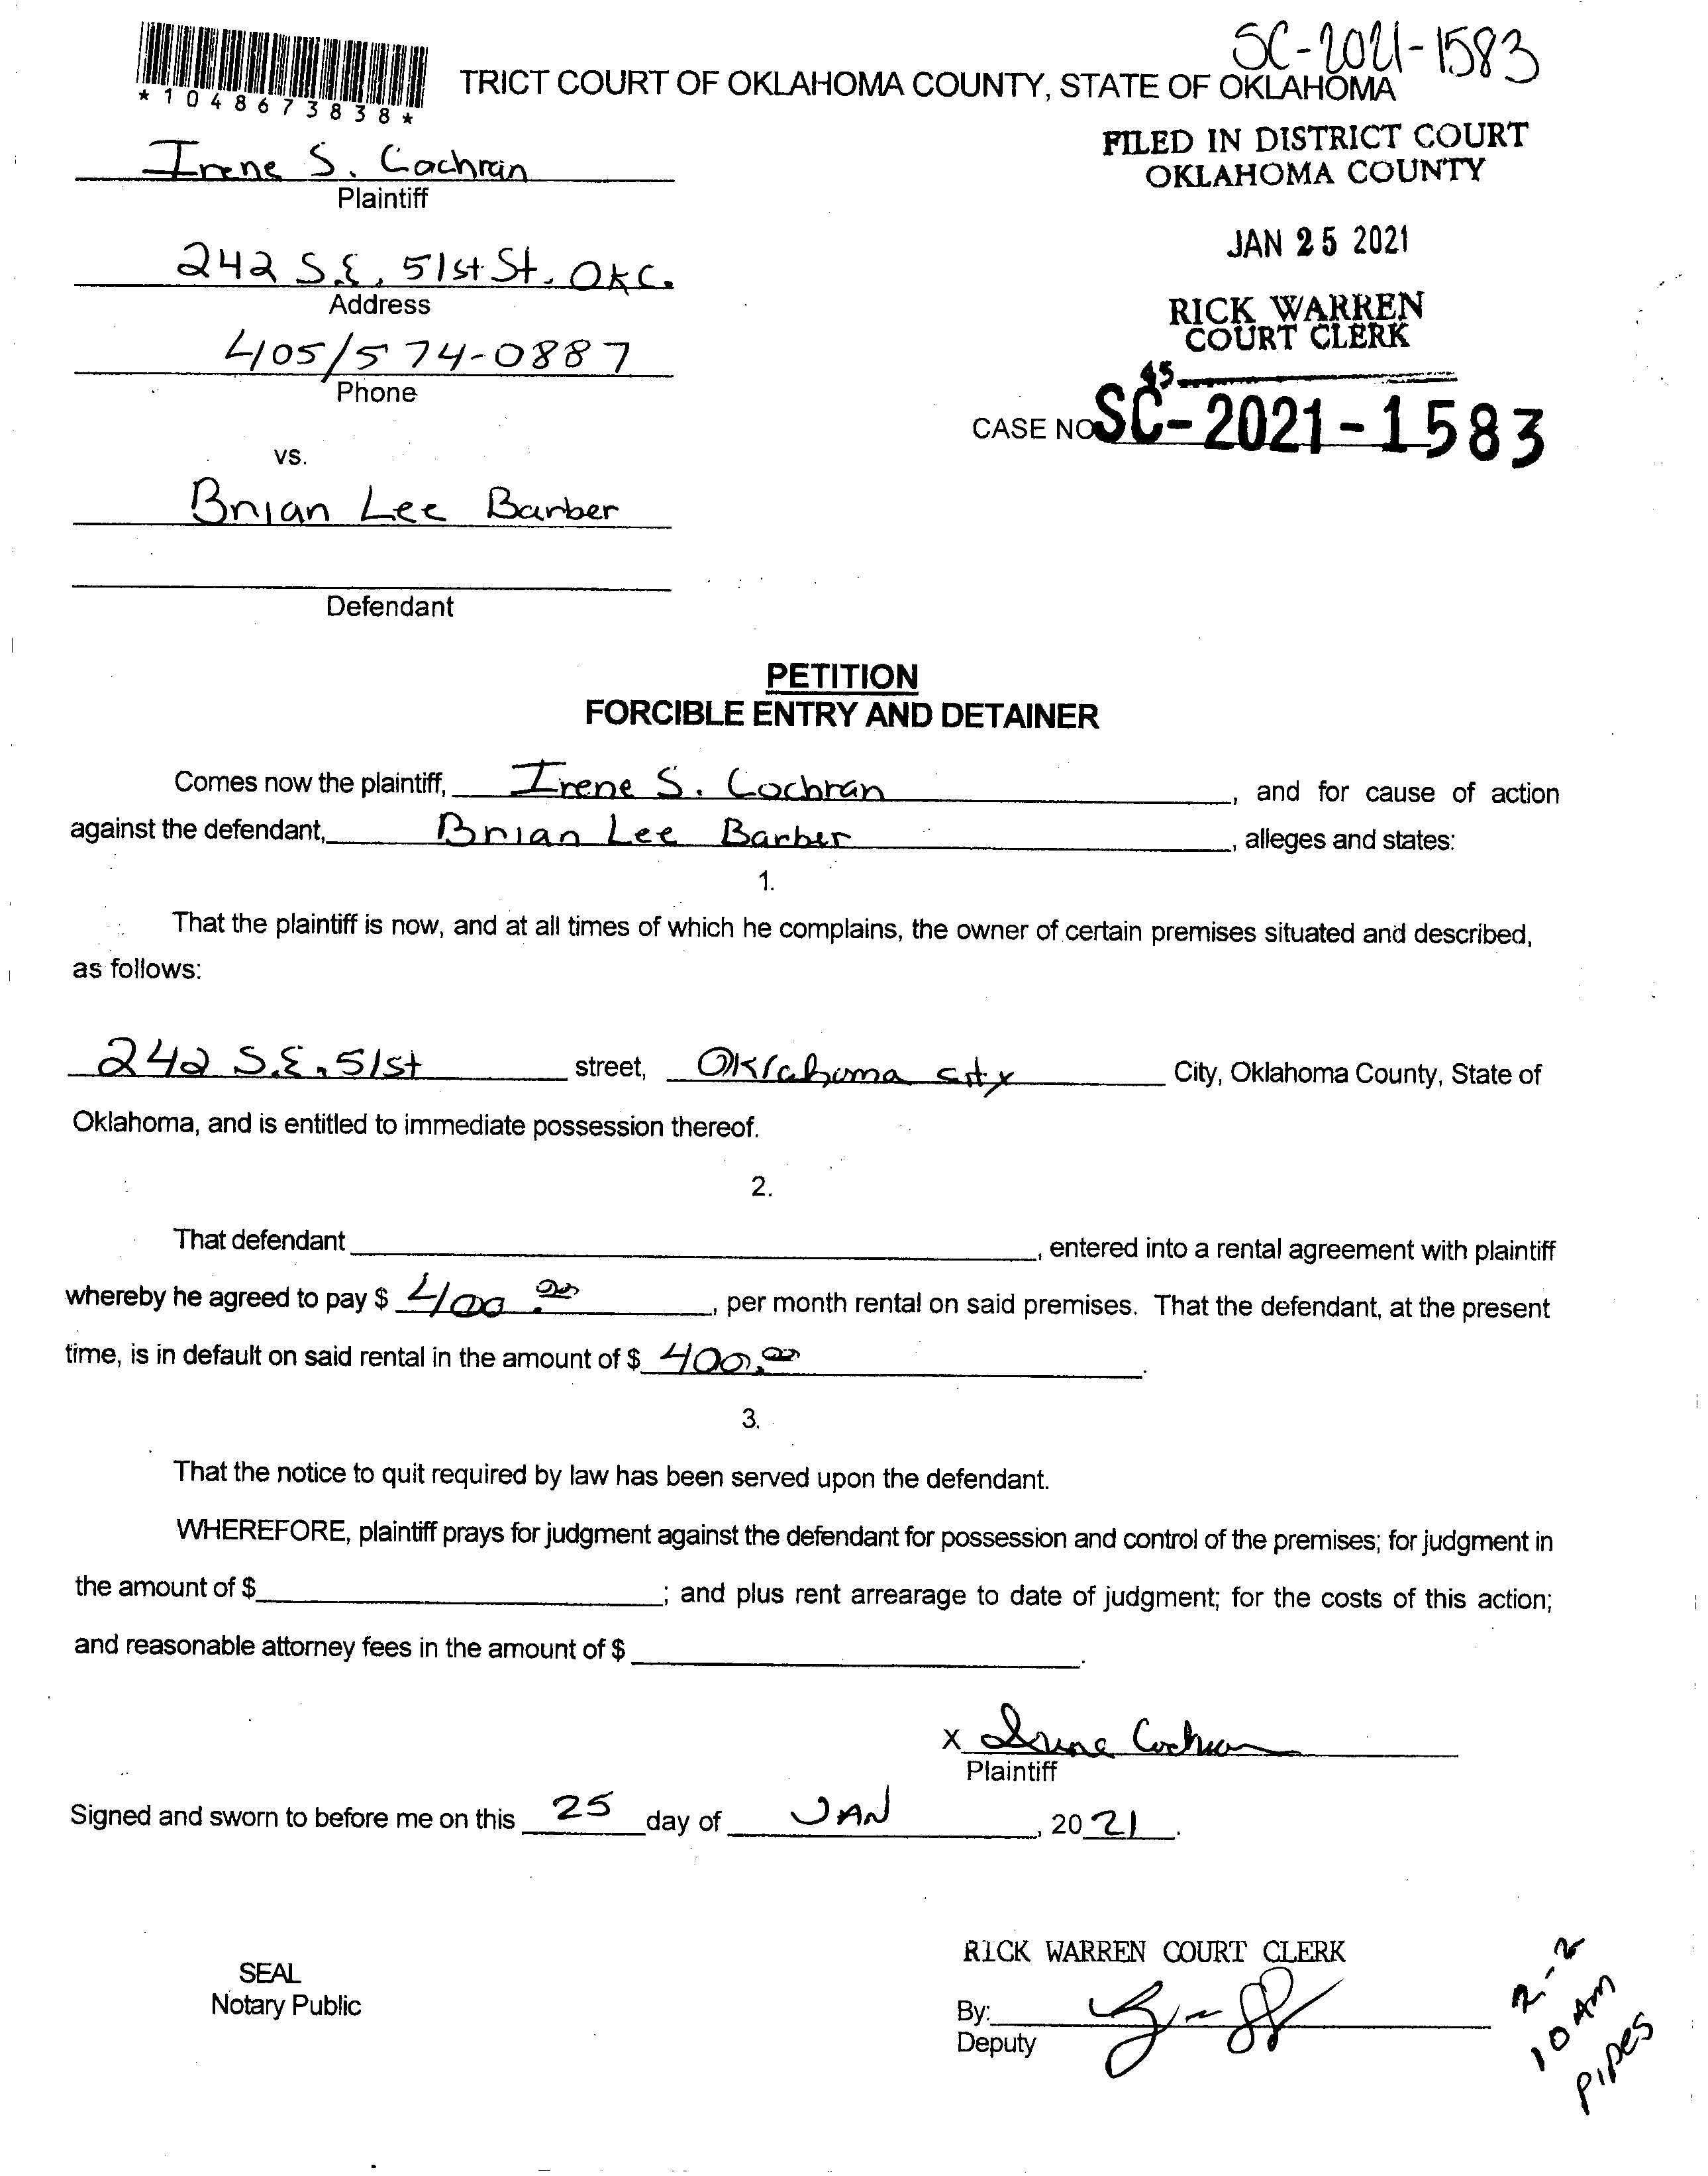 SC-2021-1583
*1048673838*
TRICT COURT OF OKLAHOMA COUNTY, STATE OF OKLAHOMA
FILED IN DISTRICT COURT
OKLAHOMA COUNTY
Irene S. Cochran
Plaintiff
JAN 25 2021
242 S.E. 51st St. OKC.
Address
RICK WARREN
COURT CLERK
405/574-0887
Phone
45
CASE NO SC-2021-1583
vs.
Brian Lee Barber
Defendant
PETITION
FORCIBLE ENTRY AND DETAINER
Comes now the plaintiff, Irene S. Cochran, and for cause of action
against the defendant, Brian Lee Barber, alleges and states:
1.
That the plaintiff is now, and at all times of which he complains, the owner of certain premises situated and described,
as follows:
242 S.E. 51st street, Oklahoma City City, Oklahoma County, State of
Oklahoma, and is entitled to immediate possession thereof.
2.
That defendant , entered into a rental agreement with plaintiff
whereby he agreed to pay $ 400.00, per month rental on said premises. That the defendant, at the present
time, is in default on said rental in the amount of $ 400.00.
3.
That the notice to quit required by law has been served upon the defendant.
WHEREFORE, plaintiff prays for judgment against the defendant for possession and control of the premises; for judgment in
the amount of $ ; and plus rent arrearage to date of judgment; for the costs of this action;
and reasonable attorney fees in the amount of $ .
X Irene Cochran
Plaintiff
Signed and sworn to before me on this 25 day of JAN, 2021.
RICK WARREN COURT CLERK
SEAL
Notary Public
By:
Deputy
2-2
10 AM
PIPES